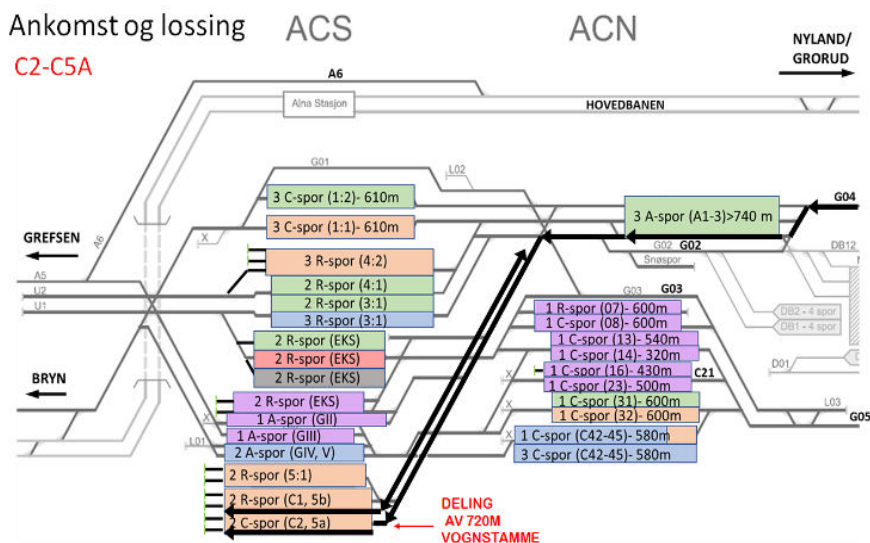 Ankomst og lossing
ACS
ACN
C2-C5A
NYLAND/
GRORUD
A6
Alna Stasjon
HOVEDBANEN
G01
L02
3 C-spor (1:2)- 610m
3 A-spor (A1-3)>740 m
G04
3 C-spor (1:1)- 610m
X
A6
GREFSEN
G02
G02
DB12
Snøspor
3 R-spor (4:2)
A5
U2
U1
2 R-spor (4:1)
2 R-spor (3:1)
3 R-spor (3:1)
G03
G03
DB2 - 4 spor
DB1 - 4 spor
1 R-spor (07)- 600m
1 C-spor (08)- 600m
1 C-spor (13)- 540m
1 C-spor (14)- 320m
1 C-spor (16)- 430m
1 C-spor (23)- 500m
C21
D01
X
2 R-spor (EKS)
2 R-spor (EKS)
2 R-spor (EKS)
BRYN
2 R-spor (EKS)
1 A-spor (GII)
1 A-spor (GIII)
2 A-spor (GIV, V)
X
L01
1 C-spor (31)- 600m
1 C-spor (32)- 600m
L03
G05
X
1 C-spor (C42-45)- 580m
3 C-spor (C42-45)- 580m
2 R-spor (5:1)
2 R-spor (C1, 5b)
2 C-spor (C2, 5a)
DELING
AV 720M
VOGNSTAMME